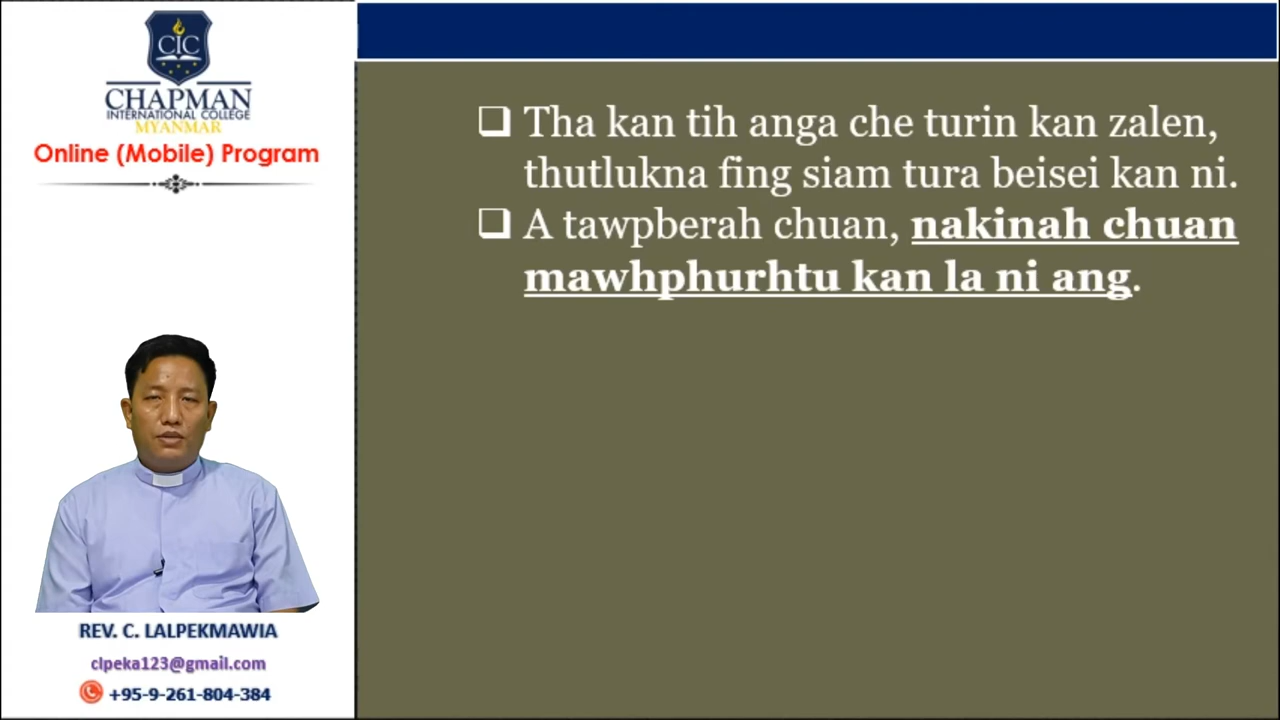 CIC
CHAPMAN
INTERNATIONAL COLLEGE
MYANMAR
Online (Mobile) Program
REV. C. LALPEKMAWIA
clpeka123@gmail.com
+95-9-261-804-384
❑ Tha kan tih anga che turin kan zalen,
thutlukna fing siam tura beisei kan ni.
❑ A tawpberah chuan, nakinah chuan
mawhphurhtu kan la ni ang.